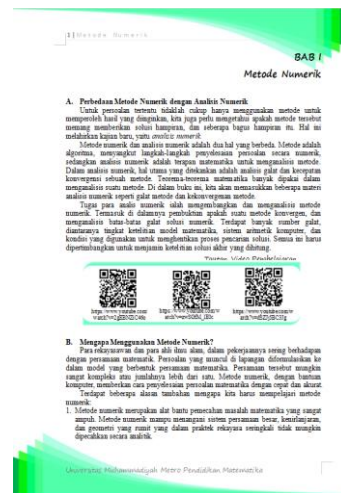 1 | Metode Numerik
BAB I
Metode Numerik
A. Perbedaan Metode Numerik dengan Analisis Numerik
Untuk persoalan tertentu tidaklah cukup hanya menggunakan metode untuk
memperoleh hasil yang diinginkan, kita juga perlu mengetahui apakah metode tersebut
memang memberikan solusi hampiran, dan seberapa bagus hampiran itu. Hal ini
melahirkan kajian baru, yaitu analisis numerik.
Metode numerik dan analisis numerik adalah dua hal yang berbeda. Metode adalah
algoritma, menyangkut langkah-langkah penyelesaian persoalan secara numerik,
sedangkan analisis numerik adalah terapan matematika untuk menganalisis metode.
Dalam analisis numerik, hal utama yang ditekankan adalah analisis galat dan kecepatan
konvergensi sebuah metode. Teorema-teorema matematika banyak dipakai dalam
menganalisis suatu metode. Di dalam buku ini, kita akan memasukkan beberapa materi
analisis numerik seperti galat metode dan kekonvergenan metode.
Tugas para analis numerik ialah mengembangkan dan menganalisis metode
numerik. Termasuk di dalamnya pembuktian apakah suatu metode konvergen, dan
menganalisis batas-batas galat solusi numerik. Terdapat banyak sumber galat,
diantaranya tingkat ketelitian model matematika, sistem aritmetik komputer, dan
kondisi yang digunakan untuk menghentikan proses pencarian solusi. Semua ini harus
dipertimbangkan untuk menjamin ketelitian solusi akhir yang dihitung.
Video Pembelajaran
https://www.youtube.com/ https://www.youtube.com/w https://www.youtube.com/w
B. Mengapa Menggunakan Metode Numerik?
Para rekayasawan dan para ahli ilmu alam, dalam pekerjaannya sering berhadapan
dengan persamaan matematik. Persoalan yang muncul di lapangan diformulasikan ke
dalam model yang berbentuk persamaan matematika. Persamaan tersebut mungkin
sangat kompleks atau jumlahnya lebih dari satu. Metode numerik, dengan bantuan
komputer, memberikan cara penyelesaian persoalan matematika dengan cepat dan akurat
Terdapat beberapa alasan tambahan mengapa kita harus mempelajari metode
numerik:
1. Metode numerik merupakan alat bantu pemecahan masalah matematika yang sangat
ampuh. Metode numerik mampu menangani sistem persamaan besar, kenirlanjaran,
dan geometri yang rumit yang dalam praktek rekayasa seringkali tidak mungkin
dipecahkan secara analitik.
Universitas Muhammadiyah Metro Pendidikan Matematika